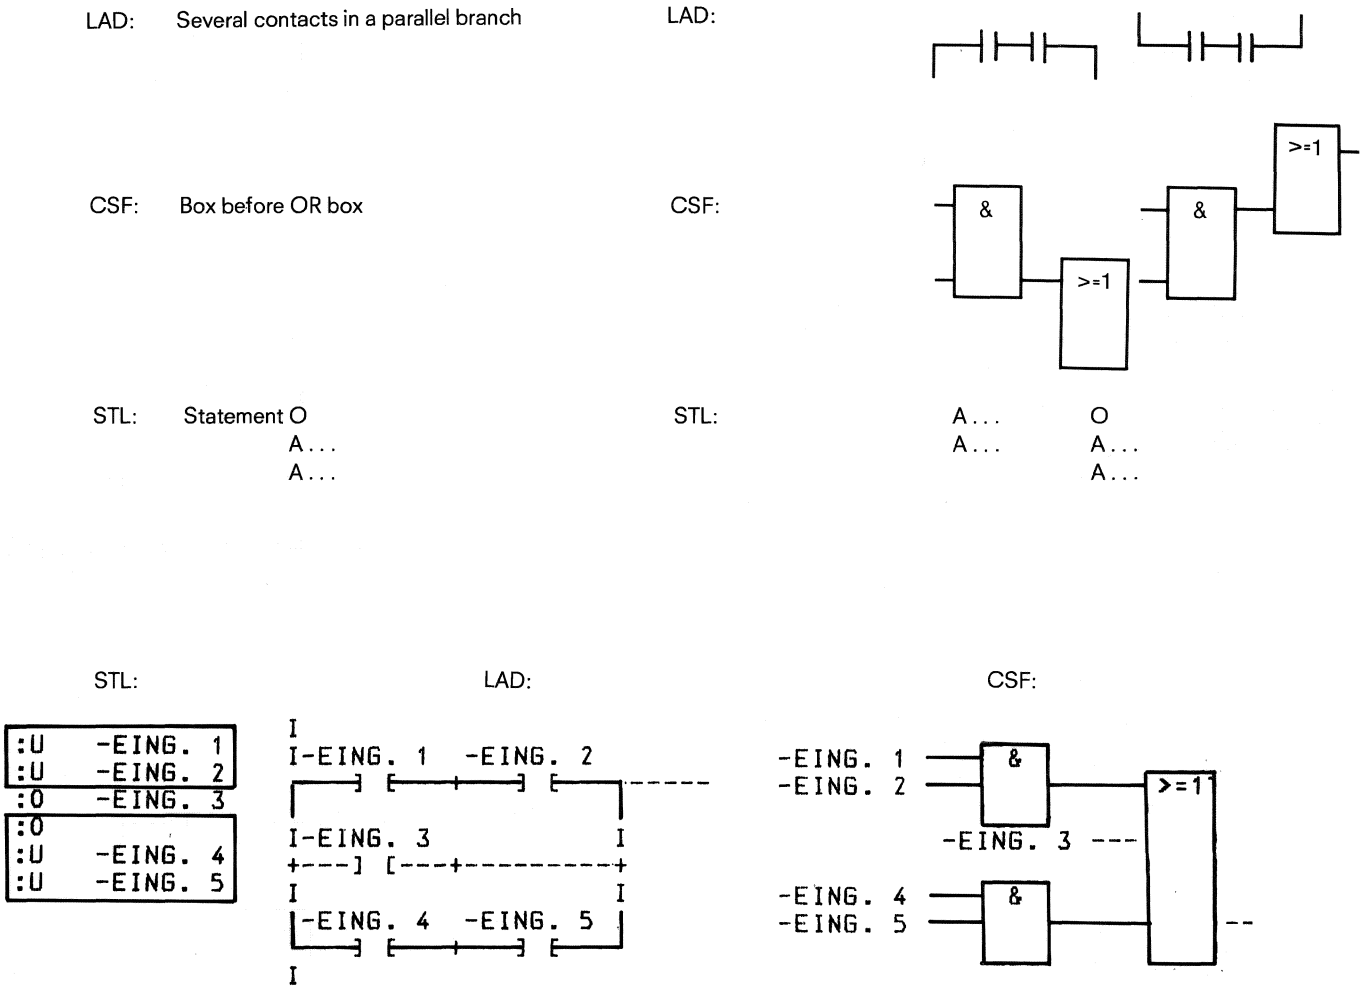 LAD: Several contacts in a parallel branch LAD:
>=1
CSF: Box before OR box CSF: & &
>=1
STL: Statement O STL: A... O
A... A... A...
A... A...
STL: LAD: CSF:
:U -EING. 1
:U -EING. 2
:O -EING. 3
:O
:U -EING. 4
:U -EING. 5
I
I-EING. 1 -EING. 2
I-EING. 3 I
+---] [---+--------------+
I I
-EING. 4 -EING. 5
I
-EING. 1 &
-EING. 2 >=1
-EING. 3 ---
-EING. 4 &
-EING. 5 --